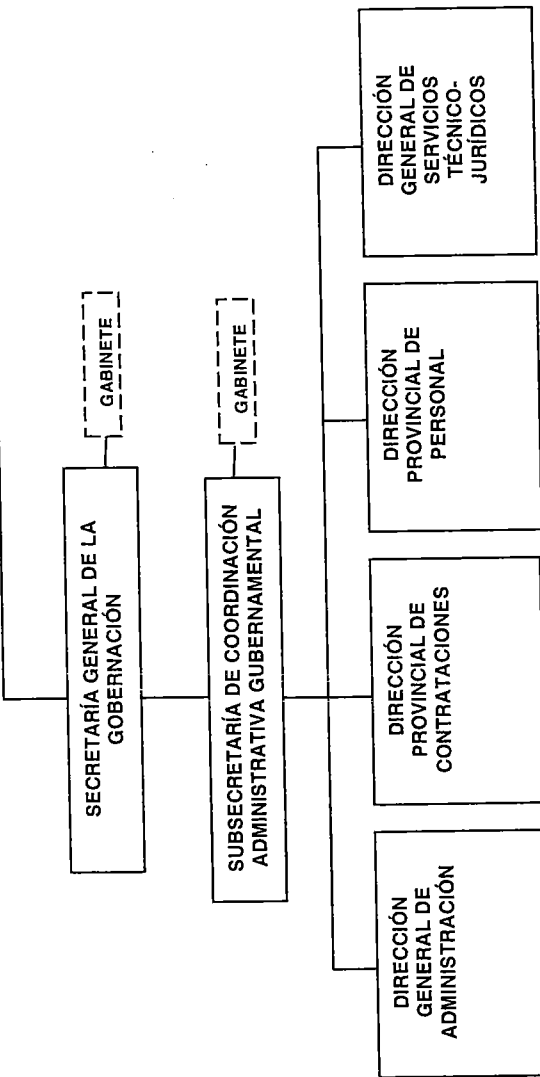 SECRETARÍA GENERAL DE LA
GOBERNACIÓN
GABINETE
SUBSECRETARÍA DE COORDINACIÓN
ADMINISTRATIVA GUBERNAMENTAL
GABINETE
DIRECCIÓN
GENERAL DE
ADMINISTRACIÓN
DIRECCIÓN
PROVINCIAL DE
CONTRATACIONES
DIRECCIÓN
PROVINCIAL DE
PERSONAL
DIRECCIÓN
GENERAL DE
SERVICIOS
TÉCNICO-
JURÍDICOS